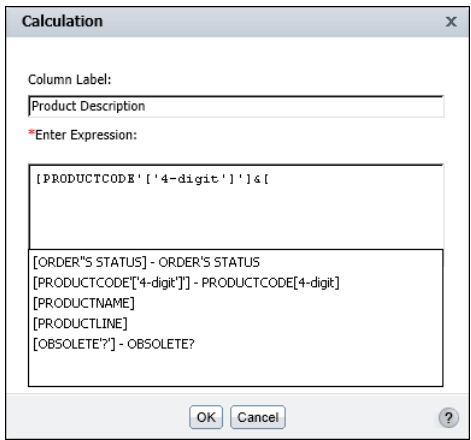 Calculation X
Column Label:
Product Description
*Enter Expression:
[PRODUCTCODE'['4-digit']']&[
[ORDER''S STATUS] - ORDER'S STATUS
[PRODUCTCODE'['4-digit']'] - PRODUCTCODE[4-digit]
[PRODUCTNAME]
[PRODUCTLINE]
[OBSOLETE'?'] - OBSOLETE?
OK Cancel ?